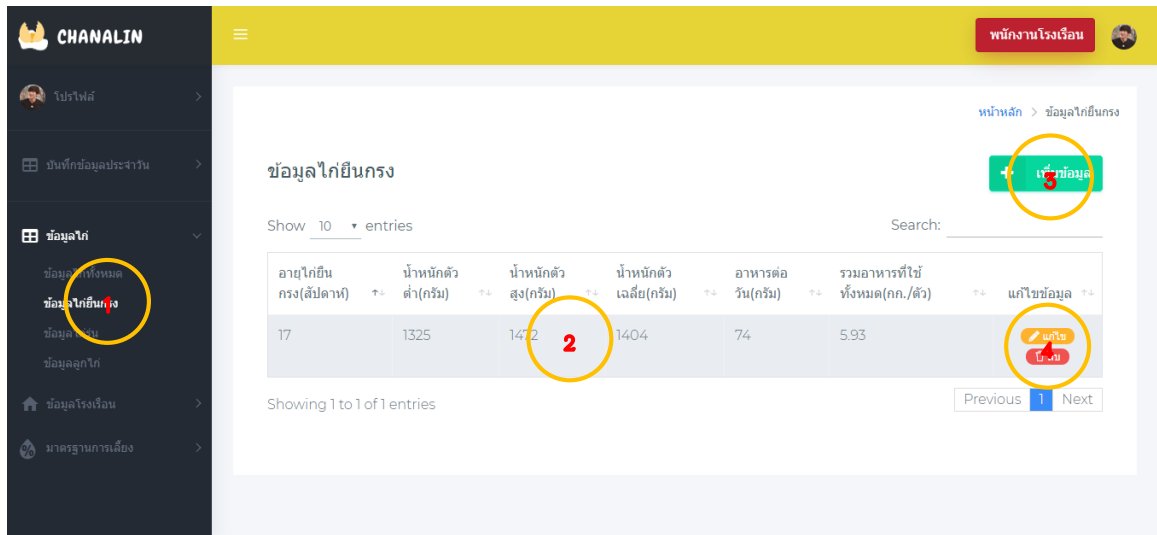 CHANALIN
พนักงานโรงเรือน
โปรไฟล์
หน้าหลัก > ข้อมูลไก่ยืนกรง
บันทึกข้อมูลประจำวัน
ข้อมูลไก่ยืนกรง
เพิ่มข้อมูล
3
Show 10 entries
Search:
ข้อมูลไก่
ข้อมูลไก่ทั้งหมด
ข้อมูลไก่ยืนกรง
1
ข้อมูลลูกไก่
ข้อมูลโรงเรือน
มาตรฐานการเลี้ยง
อายุไก่ยืน น้ำหนักตัว น้ำหนักตัว น้ำหนักตัว อาหารต่อ รวมอาหารที่ใช้
กรง(สัปดาห์) ต่ำ(กรัม) สูง(กรัม) เฉลี่ย(กรัม) วัน(กรัม) ทั้งหมด(กก./ตัว) แก้ไขข้อมูล
17 1325 1472 1404 74 5.93 แก้ไข
2
ลบ
4
Showing 1 to 1 of 1 entries
Previous 1 Next